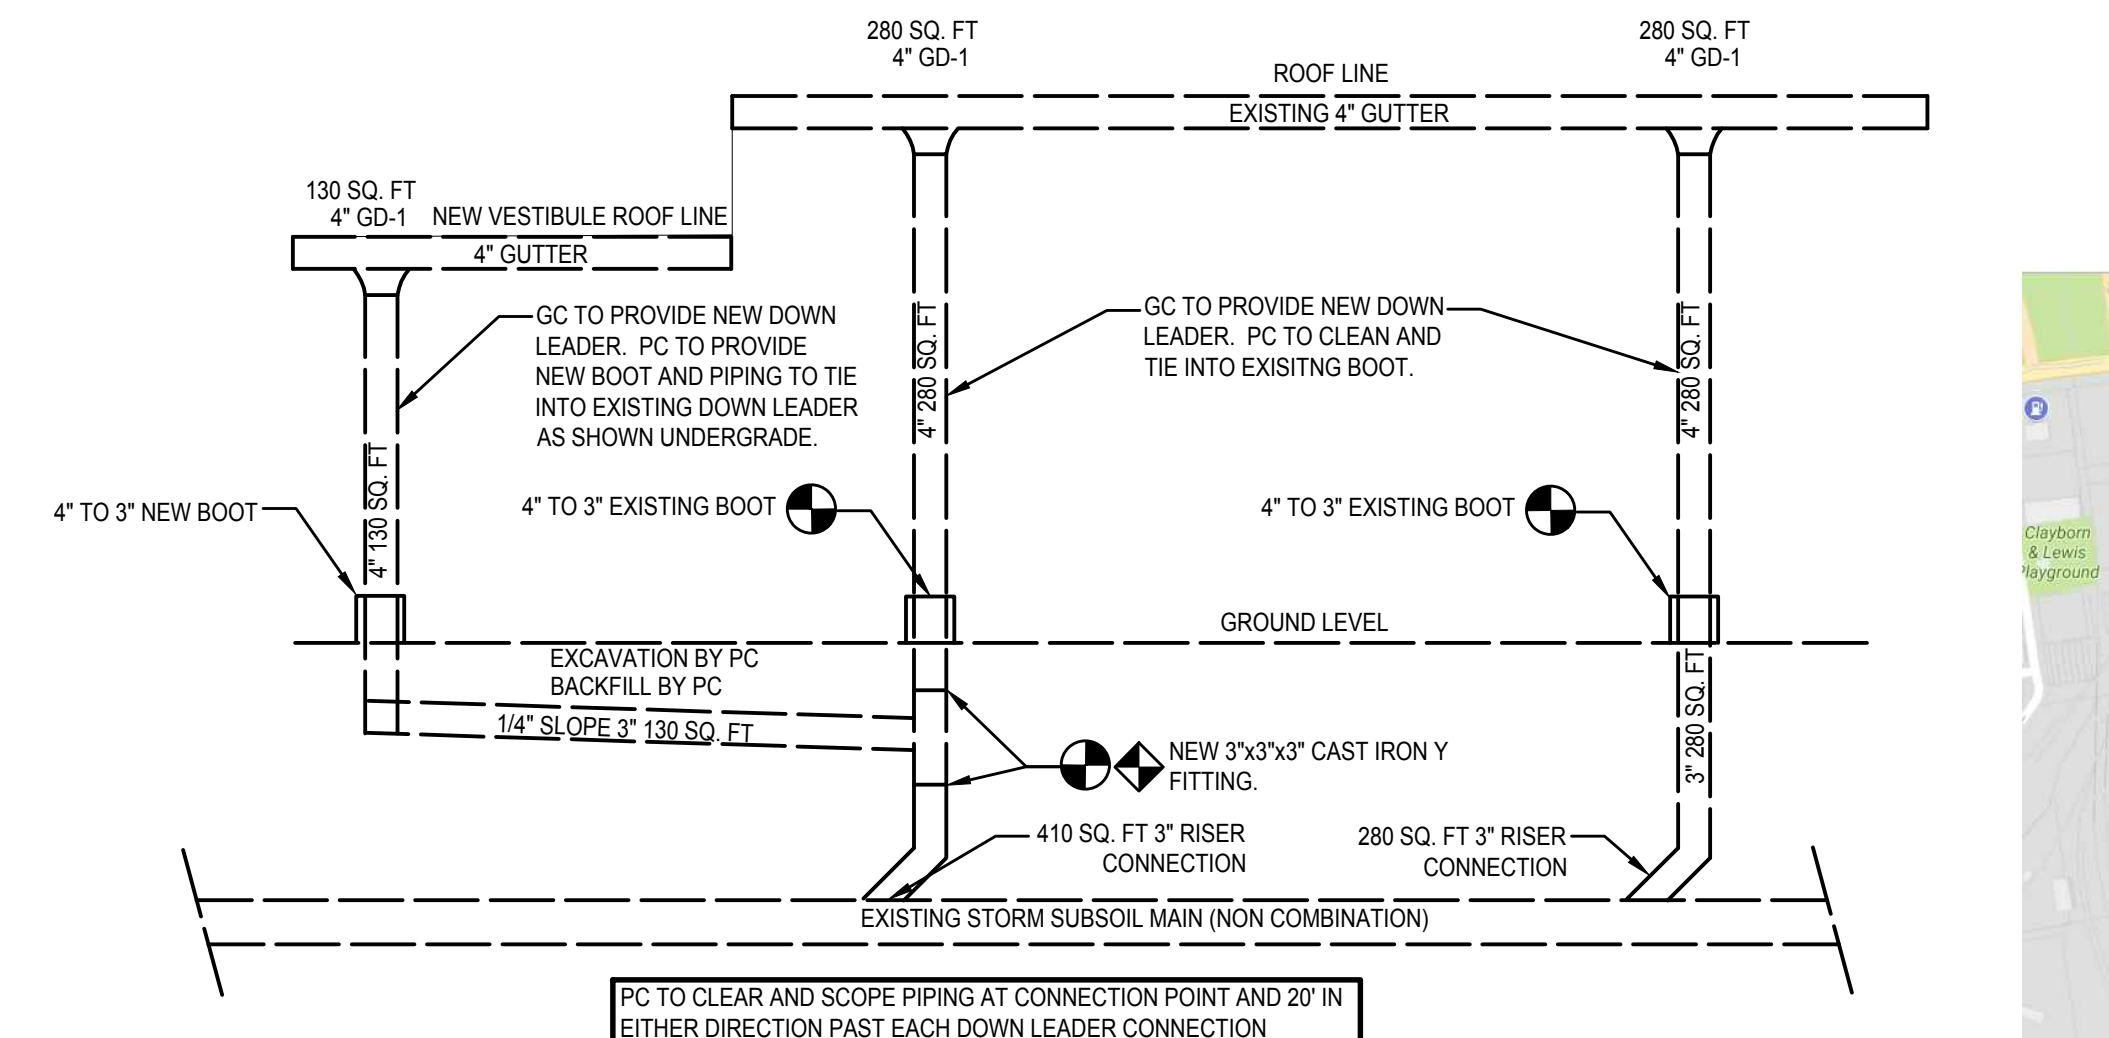 280 SQ. FT
4" GD-1
280 SQ. FT
4" GD-1
ROOF LINE
EXISTING 4" GUTTER
130 SQ. FT
4" GD-1
NEW VESTIBULE ROOF LINE
4" GUTTER
GC TO PROVIDE NEW DOWN
LEADER. PC TO PROVIDE
NEW BOOT AND PIPING TO TIE
INTO EXISTING DOWN LEADER
AS SHOWN UNDERGRADE.
GC TO PROVIDE NEW DOWN
LEADER. PC TO CLEAN AND
TIE INTO EXISITNG BOOT.
4" 280 SQ. FT
4" 280 SQ. FT
4" 130 SQ. FT
4" TO 3" NEW BOOT
4" TO 3" EXISTING BOOT
4" TO 3" EXISTING BOOT
GROUND LEVEL
EXCAVATION BY PC
BACKFILL BY PC
1/4" SLOPE 3" 130 SQ. FT
3" 280 SQ. FT
NEW 3"x3"x3" CAST IRON Y
FITTING.
410 SQ. FT 3" RISER
CONNECTION
280 SQ. FT 3" RISER
CONNECTION
EXISTING STORM SUBSOIL MAIN (NON COMBINATION)
PC TO CLEAR AND SCOPE PIPING AT CONNECTION POINT AND 20' IN
EITHER DIRECTION PAST EACH DOWN LEADER CONNECTION
Clayborn
& Lewis
Playground